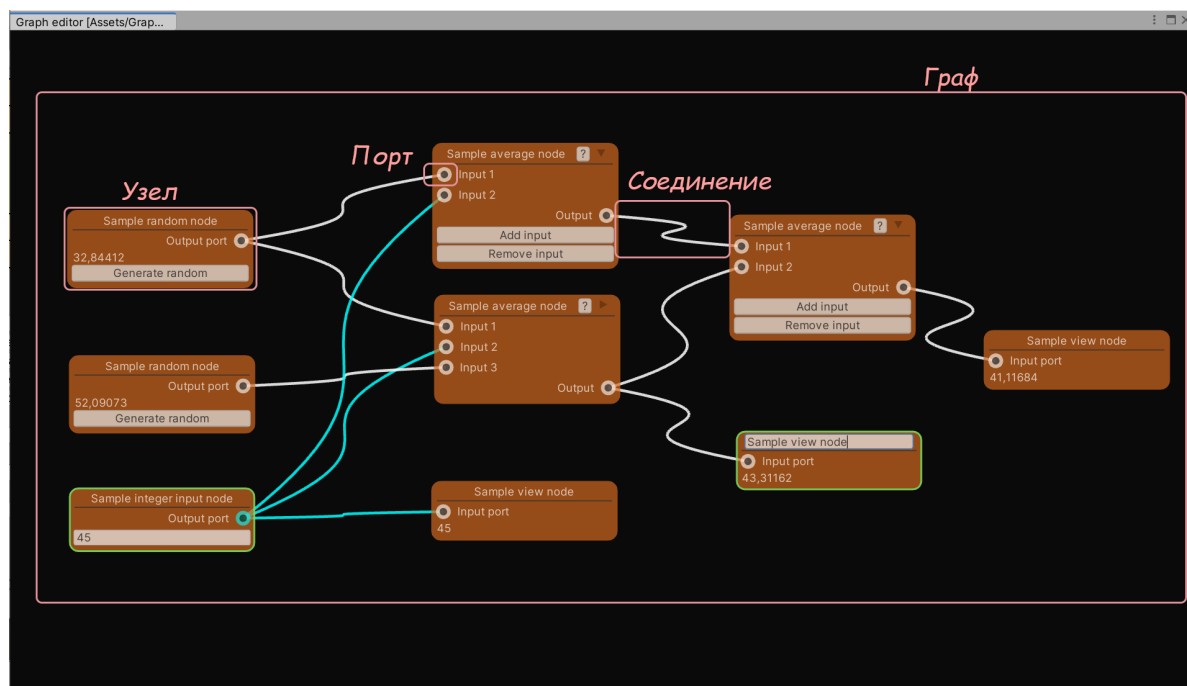 Graph editor [Assets/Grap...
Граф
Порт
Sample average node ?
Input 1
Input 2
Output
Add input
Remove input
Соединение
Узел
Sample random node
Output port
32,84412
Generate random
Sample average node ?
Input 1
Input 2
Output
Add input
Remove input
Sample average node ?
Input 1
Input 2
Input 3
Output
Sample view node
Input port
41,11684
Sample random node
Output port
52,09073
Generate random
Sample view node
Input port
43,31162
Sample integer input node
Output port
45
Sample view node
Input port
45